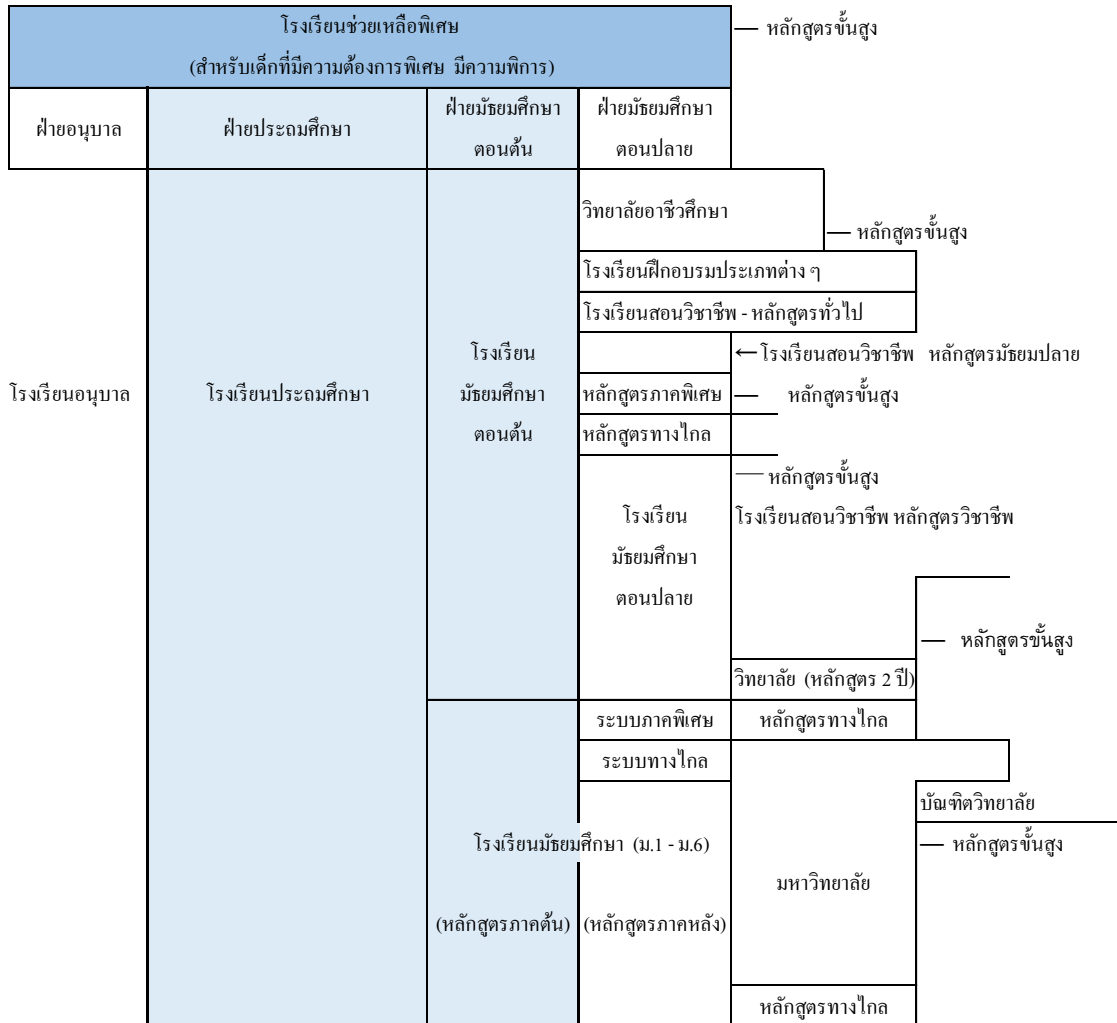 โรงเรียนช่วยเหลือพิเศษ
(สำหรับเด็กที่มีความต้องการพิเศษ มีความพิการ)
— หลักสูตรขั้นสูง
ฝ่ายอนุบาล
ฝ่ายประถมศึกษา
ฝ่ายมัธยมศึกษา
ตอนต้น
ฝ่ายมัธยมศึกษา
ตอนปลาย
วิทยาลัยอาชีวศึกษา
— หลักสูตรขั้นสูง
โรงเรียนฝึกอบรมประเภทต่าง ๆ
โรงเรียนสอนวิชาชีพ - หลักสูตรทั่วไป
← โรงเรียนสอนวิชาชีพ หลักสูตรมัธยมปลาย
โรงเรียนอนุบาล
โรงเรียนประถมศึกษา
โรงเรียน
มัธยมศึกษา
ตอนต้น
หลักสูตรภาคพิเศษ
— หลักสูตรขั้นสูง
หลักสูตรทางไกล
— หลักสูตรขั้นสูง
โรงเรียนสอนวิชาชีพ หลักสูตรวิชาชีพ
โรงเรียน
มัธยมศึกษา
ตอนปลาย
— หลักสูตรขั้นสูง
วิทยาลัย (หลักสูตร 2 ปี)
ระบบภาคพิเศษ
หลักสูตรทางไกล
ระบบทางไกล
บัณฑิตวิทยาลัย
โรงเรียนมัธยมศึกษา (ม.1 - ม.6)
— หลักสูตรขั้นสูง
มหาวิทยาลัย
(หลักสูตรภาคต้น)
(หลักสูตรภาคหลัง)
หลักสูตรทางไกล